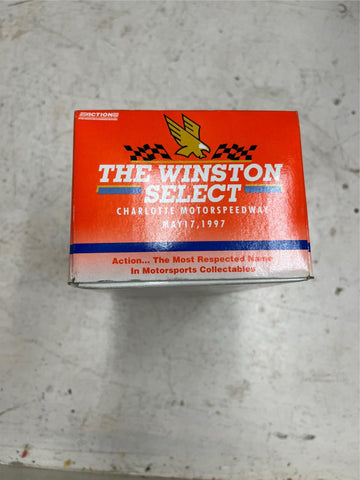 ACTION
THE WINSTON
SELECT
CHARLOTTE MOTORSPEEDWAY
MAY 17, 1997
Action... The Most Respected Name
In Motorsports Collectables